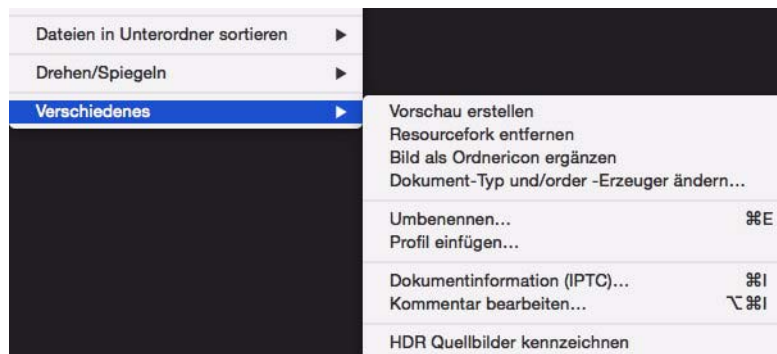 Dateien in Unterordner sortieren ▶
Drehen/Spiegeln ▶
Verschiedenes ▶
Vorschau erstellen
Resourcefork entfernen
Bild als Ordnericon ergänzen
Dokument-Typ und/order -Erzeuger ändern...
Umbenennen... ⌘E
Profil einfügen...
Dokumentinformation (IPTC)... ⌘I
Kommentar bearbeiten... ⌥⌘I
HDR Quellbilder kennzeichnen